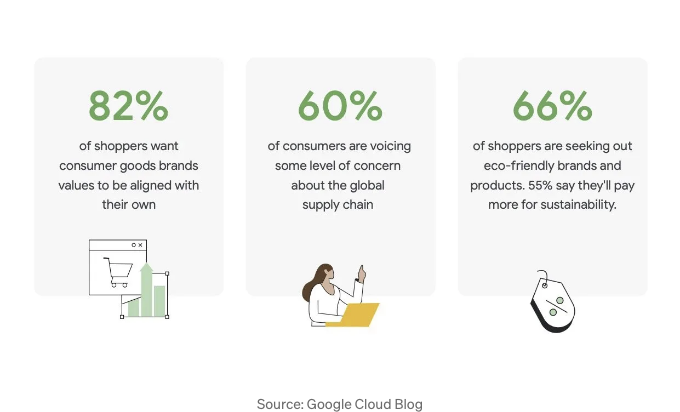 82%
of shoppers want
consumer goods brands
values to be aligned with
their own
60%
of consumers are voicing
some level of concern
about the global
supply chain
66%
of shoppers are seeking out
eco-friendly brands and
products. 55% say they'll pay
more for sustainability.
Source: Google Cloud Blog